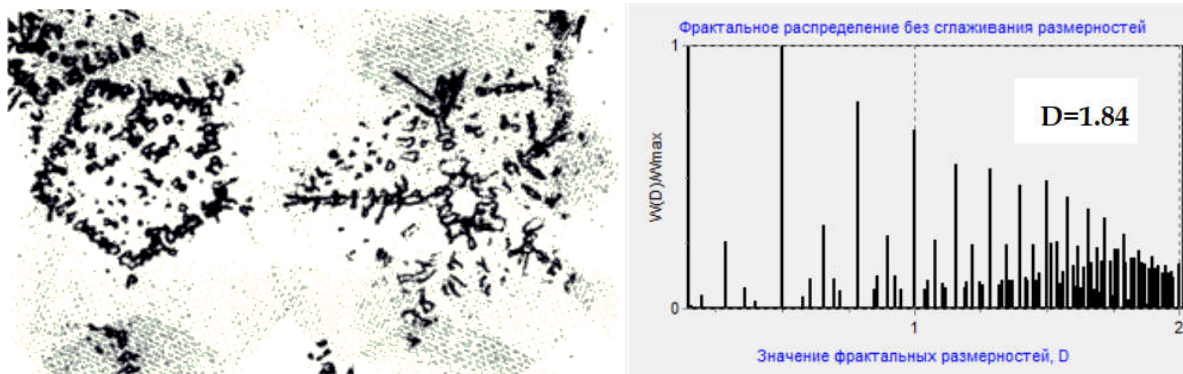 Фрактальное распределение без сглаживания размерностей
1
D=1.84
W(D)/Wmax
0
1
2
Значение фрактальных размерностей, D